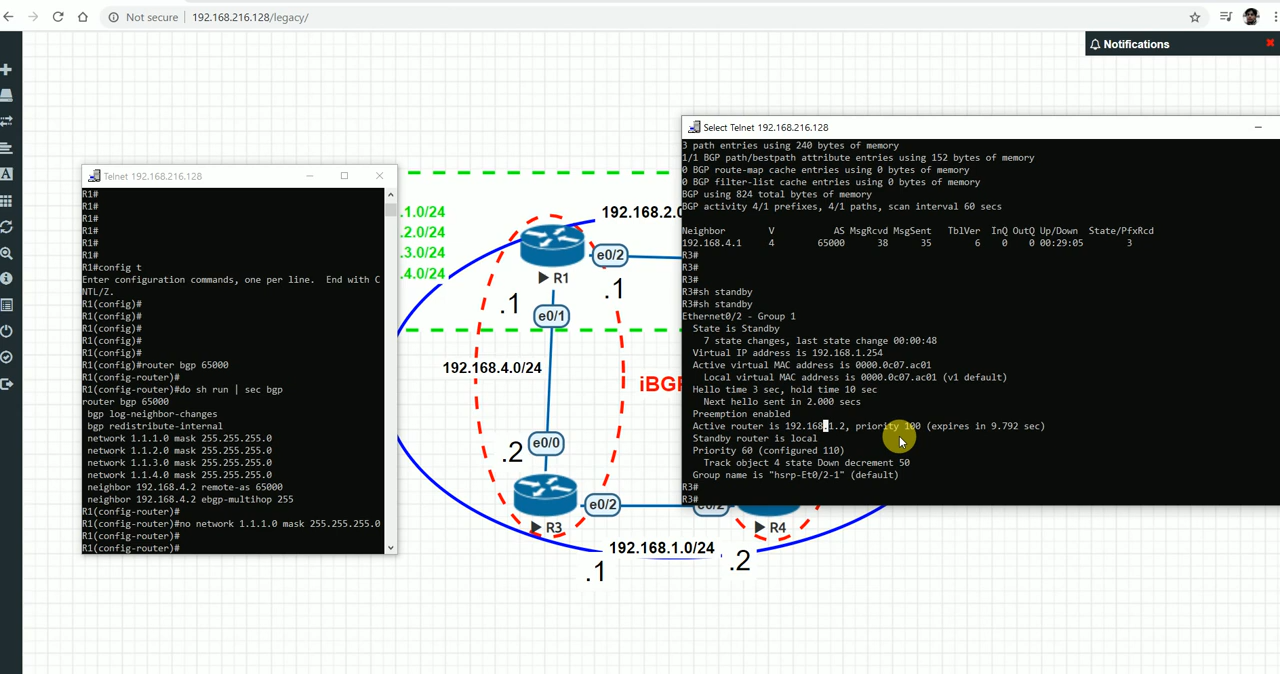 Not secure
192.168.216.128/legacy/
Notifications
Telnet 192.168.216.128
R1#
R1#
R1#
R1#
R1#
R1#
R1#config t
Enter configuration commands, one per line.  End with C
NTL/Z.
R1(config)#
R1(config)#
R1(config)#
R1(config)#
R1(config)#
R1(config)#router bgp 65000
R1(config-router)#
R1(config-router)#do sh run | sec bgp
router bgp 65000
bgp log-neighbor-changes
bgp redistribute-internal
network 1.1.1.0 mask 255.255.255.0
network 1.1.2.0 mask 255.255.255.0
network 1.1.3.0 mask 255.255.255.0
network 1.1.4.0 mask 255.255.255.0
neighbor 192.168.4.2 remote-as 65000
neighbor 192.168.4.2 ebgp-multihop 255
R1(config-router)#
R1(config-router)#no network 1.1.1.0 mask 255.255.255.0
R1(config-router)#
R1(config-router)#
.1.0/24
.2.0/24
.3.0/24
.4.0/24
192.168.2.0
e0/2
R1
.1
.1
e0/1
192.168.4.0/24
iBGP
.2
e0/0
R3
e0/2
e0/2
R4
192.168.1.0/24
.1
.2
Select Telnet 192.168.216.128
3 path entries using 240 bytes of memory
1/1 BGP path/bestpath attribute entries using 152 bytes of memory
0 BGP route-map cache entries using 0 bytes of memory
0 BGP filter-list cache entries using 0 bytes of memory
BGP using 824 total bytes of memory
BGP activity 4/1 prefixes, 4/1 paths, scan interval 60 secs
Neighbor V AS MsgRcvd MsgSent TblVer InQ OutQ Up/Down State/PfxRcd
192.168.4.1 4 65000 38 35 6 0 0 00:29:05 3
R3#
R3#
R3#
R3#sh standby
R3#sh standby
Ethernet0/2 - Group 1
State is Standby
7 state changes, last state change 00:00:48
Virtual IP address is 192.168.1.254
Active virtual MAC address is 0000.0c07.ac01
Local virtual MAC address is 0000.0c07.ac01 (v1 default)
Hello time 3 sec, hold time 10 sec
Next hello sent in 2.000 secs
Preemption enabled
Active router is 192.168.1.2, priority 100 (expires in 9.792 sec)
Standby router is local
Priority 60 (configured 110)
Track object 4 state Down decrement 50
Group name is "hsrp-Et0/2-1" (default)
R3#
R3#